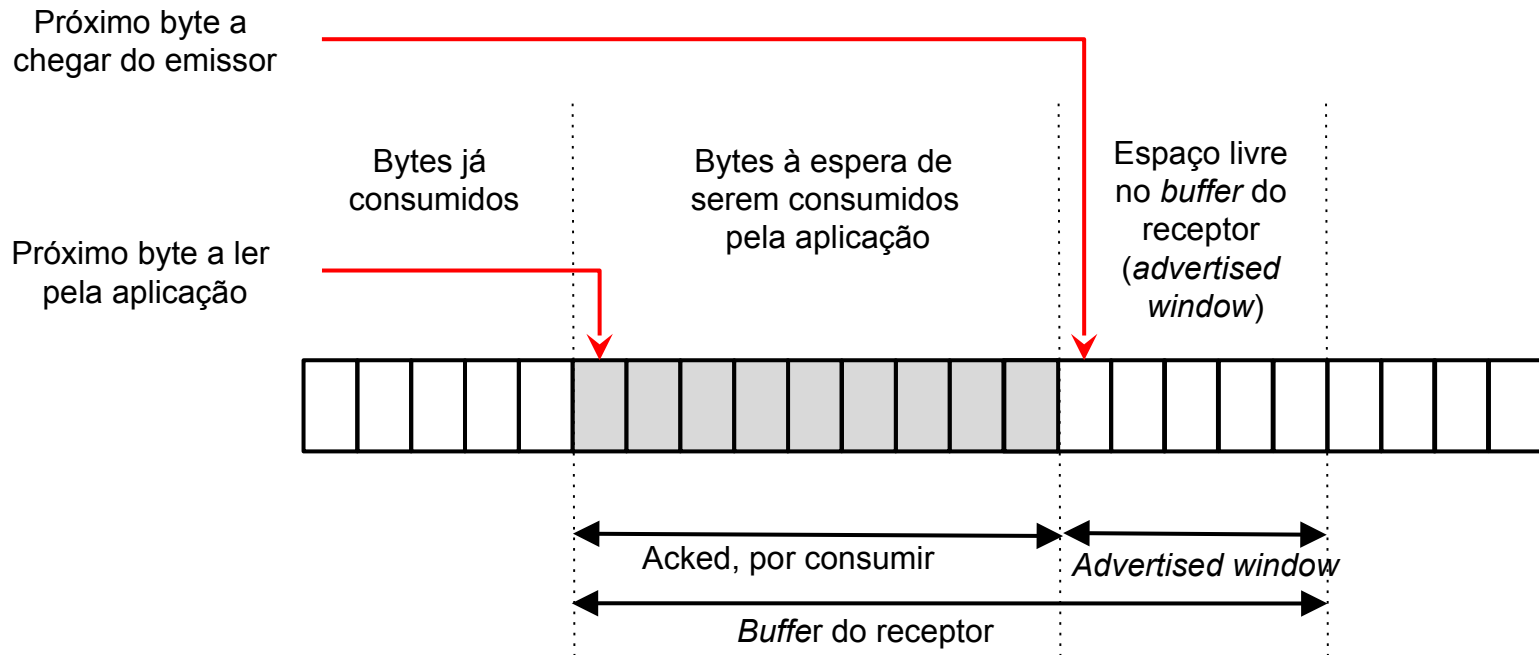 Próximo byte a
chegar do emissor
Bytes já
consumidos
Bytes à espera de
serem consumidos
pela aplicação
Espaço livre
no buffer do
receptor
(advertised
window)
Próximo byte a ler
pela aplicação
Acked, por consumir
Advertised window
Buffer do receptor